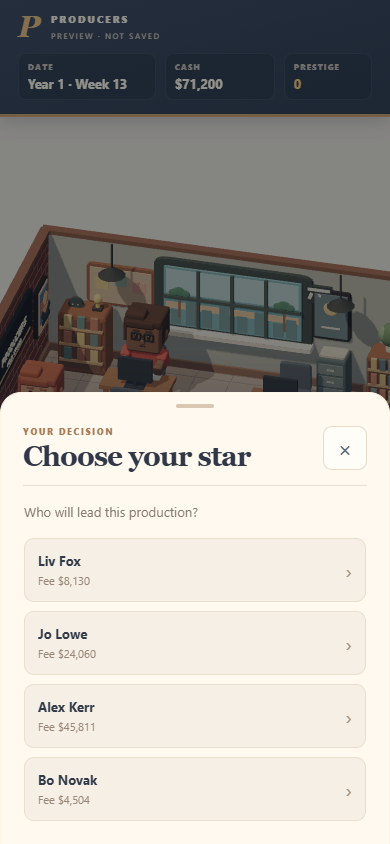 P PRODUCERS
PREVIEW · NOT SAVED
DATE
Year 1 · Week 13
CASH
$71,200
PRESTIGE
0
YOUR DECISION
Choose your star
×
Who will lead this production?
Liv Fox
Fee $8,130
›
Jo Lowe
Fee $24,060
›
Alex Kerr
Fee $45,811
›
Bo Novak
Fee $4,504
›